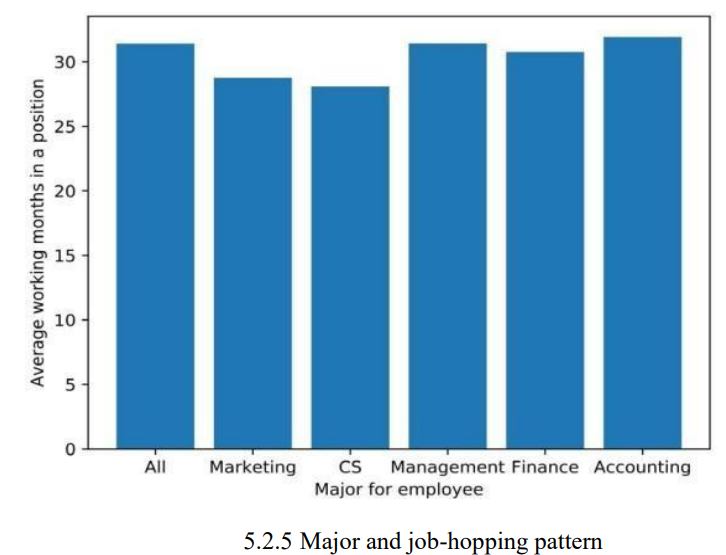 Average working months in a position
30
25
20
15
10
5
0
All Marketing CS Management Finance Accounting
Major for employee
5.2.5 Major and job-hopping pattern